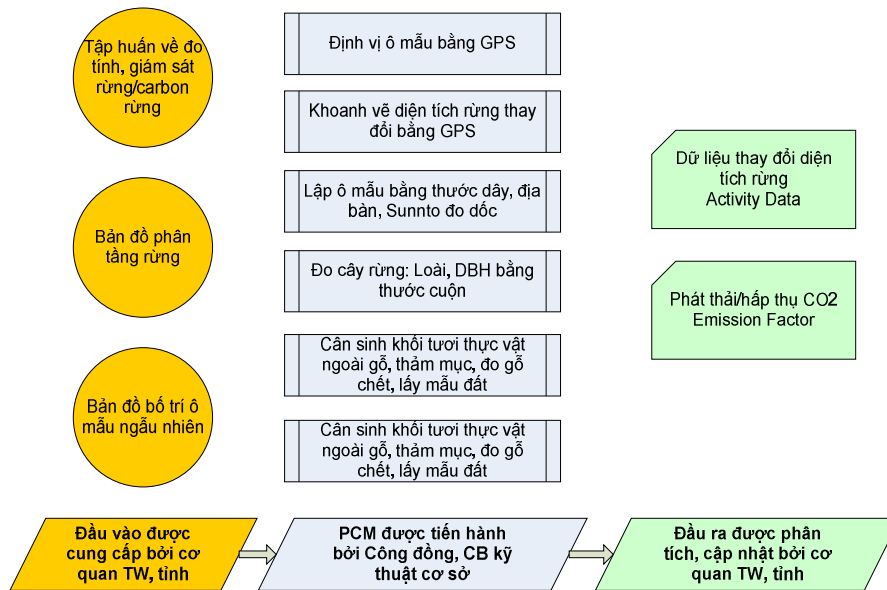 Tập huấn về đo
tính, giám sát
rừng/carbon
rừng
Bản đồ phân
tầng rừng
Bản đồ bố trí ô
mẫu ngẫu nhiên
Định vị ô mẫu bằng GPS
Khoanh vẽ diện tích rừng thay
đổi bằng GPS
Lập ô mẫu bằng thước dây, địa
bàn, Sunnto đo dốc
Đo cây rừng: Loài, DBH bằng
thước cuộn
Cân sinh khối tươi thực vật
ngoài gỗ, thảm mục, đo gỗ
chết, lấy mẫu đất
Cân sinh khối tươi thực vật
ngoài gỗ, thảm mục, đo gỗ
chết, lấy mẫu đất
Dữ liệu thay đổi diện
tích rừng
Activity Data
Phát thải/hấp thụ CO2
Emission Factor
Đầu vào được
cung cấp bởi cơ
quan TW, tỉnh
PCM được tiến hành
bởi Công đồng, CB kỹ
thuật cơ sở
Đầu ra được phân
tích, cập nhật bởi cơ
quan TW, tỉnh